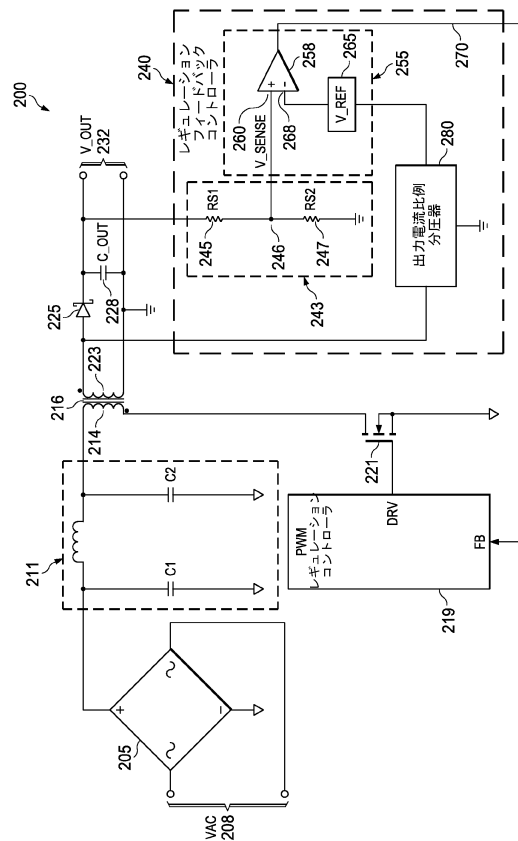 200
VAC
208
205
+
-
211
C1
C2
214
216
223
225
C_OUT
228
V_OUT
232
PWM
レギュレーション
コントローラ
DRV
FB
219
221
240
レギュレーション
フィードバック
コントローラ
RS1
245
246
RS2
247
243
V_SENSE
260
+
-
268
258
V_REF
265
255
270
出力電流比例
分圧器
280